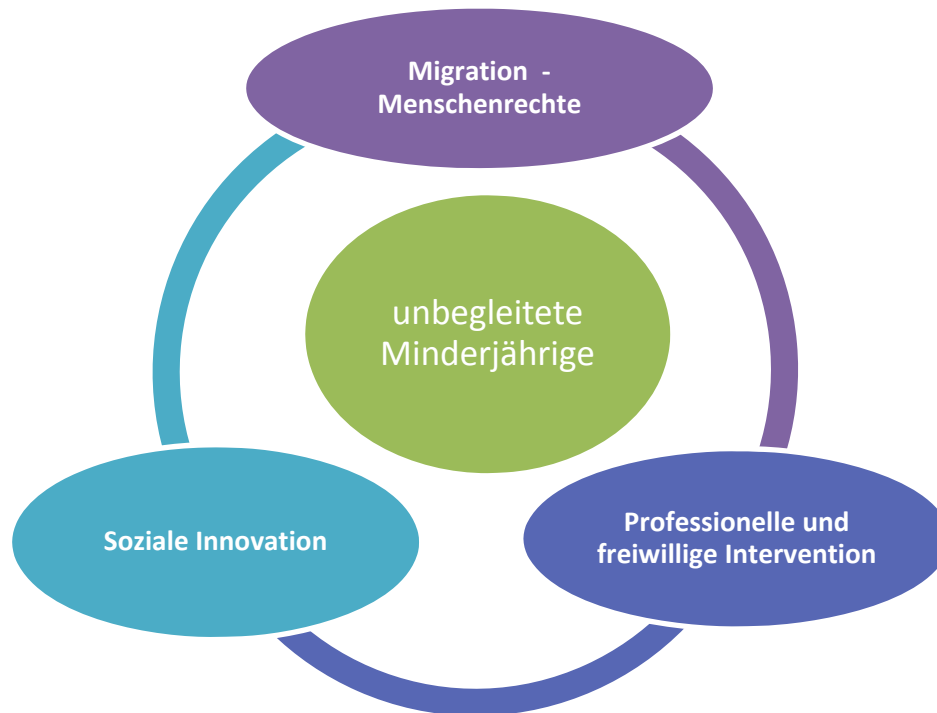 Migration -
Menschenrechte
unbegleitete
Minderjährige
Soziale Innovation
Professionelle und
freiwillige Intervention